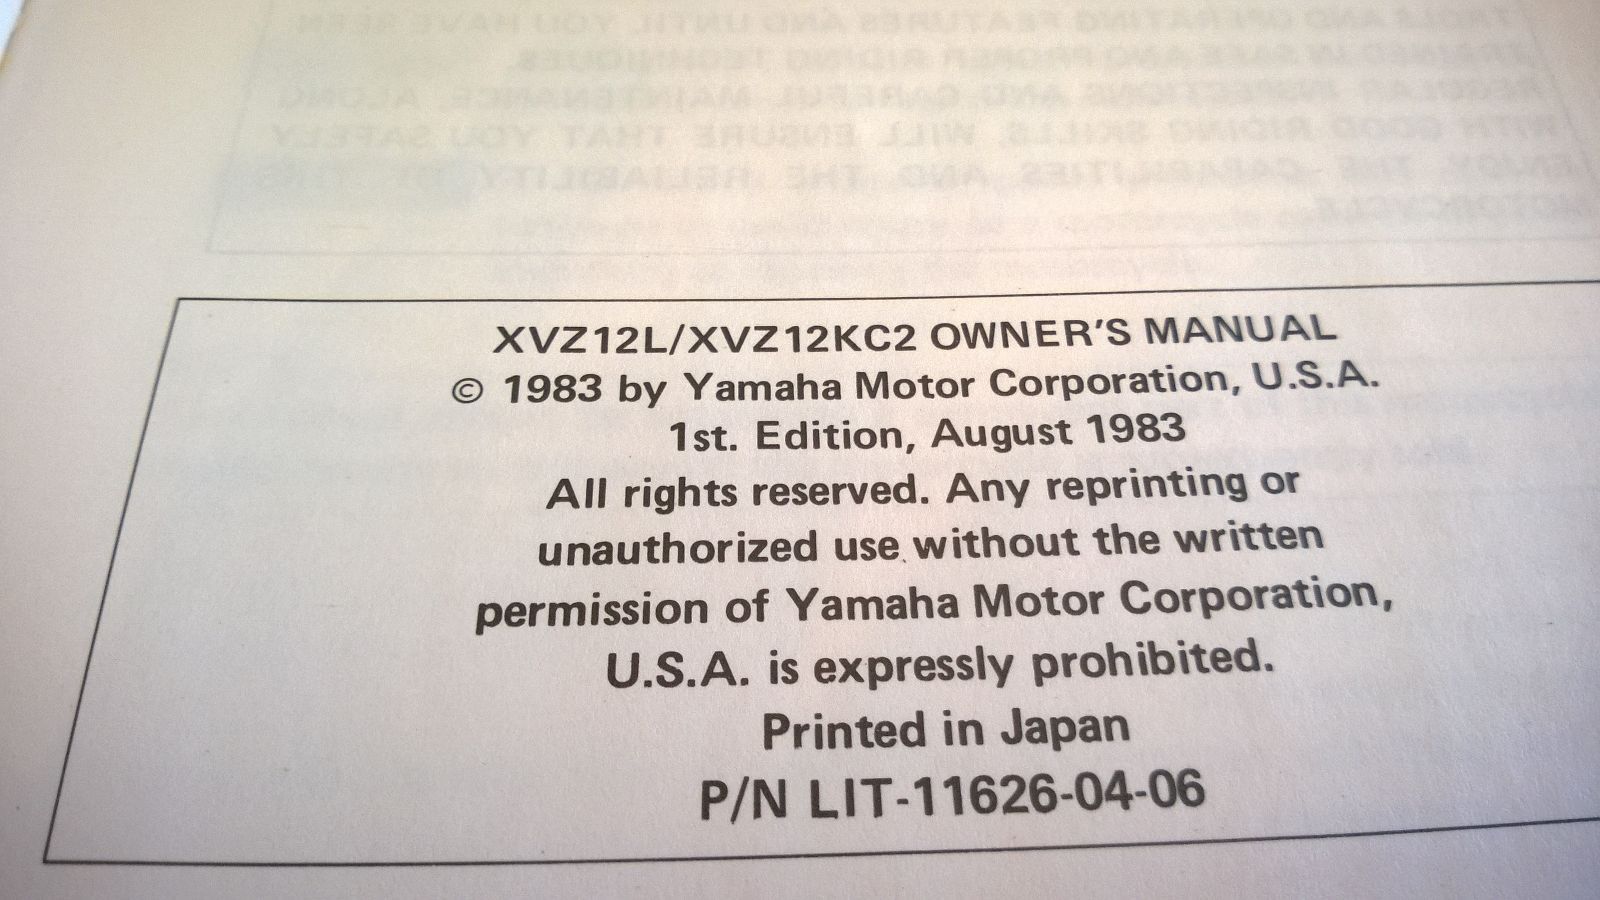 XVZ12L/XVZ12KC2 OWNER'S MANUAL
© 1983 by Yamaha Motor Corporation, U.S.A.
1st. Edition, August 1983
All rights reserved. Any reprinting or
unauthorized use without the written
permission of Yamaha Motor Corporation,
U.S.A. is expressly prohibited.
Printed in Japan
P/N LIT-11626-04-06